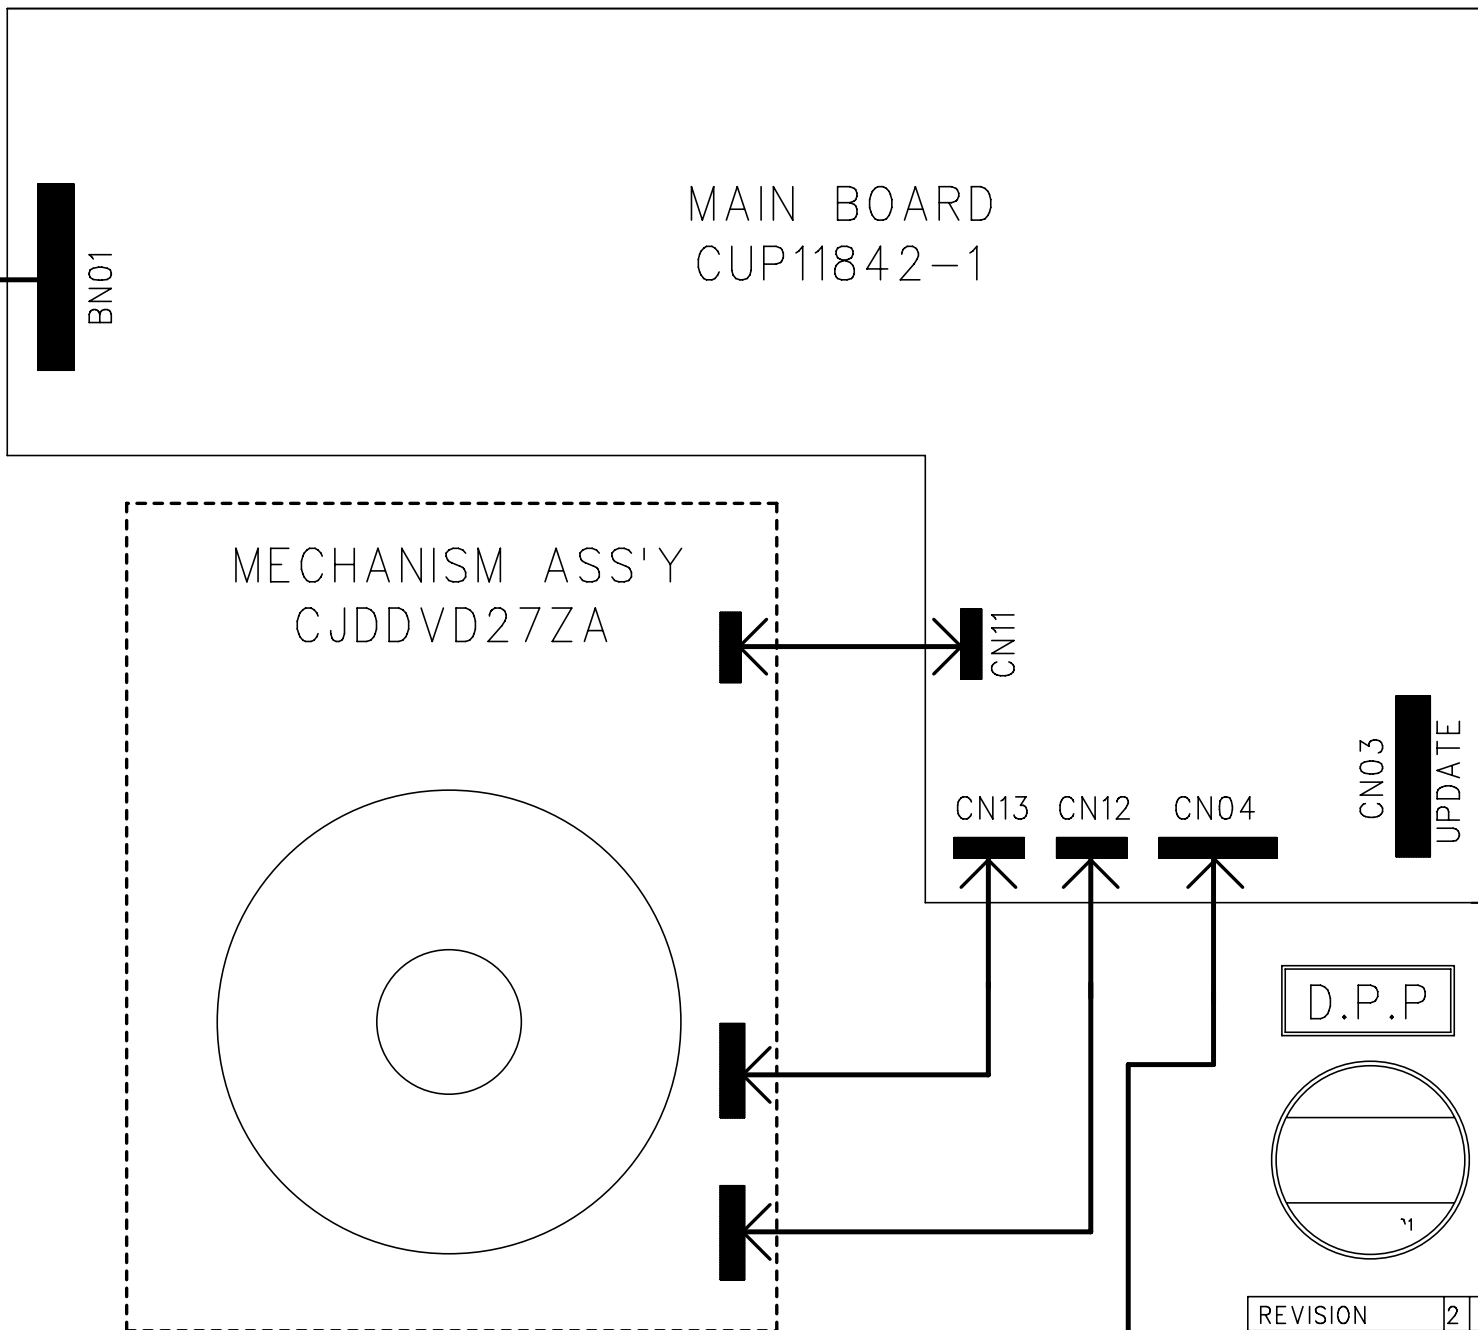 MAIN BOARD
CUP11842-1
BN01
MECHANISM ASS'Y
CJDDVD27ZA
CN11
CN03
UPDATE
CN13
CN12
CN04
D.P.P
REVISION 2